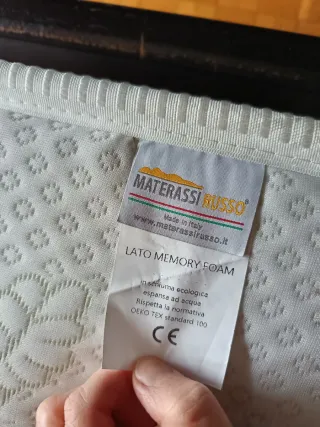 MATERASSI RUSSO
Made in Italy
www.materassirusso.it
LATO MEMORY FOAM
in schiuma ecologica
espansa ad acqua
Rispetta la normativa
OEKO TEX standard 100
CE